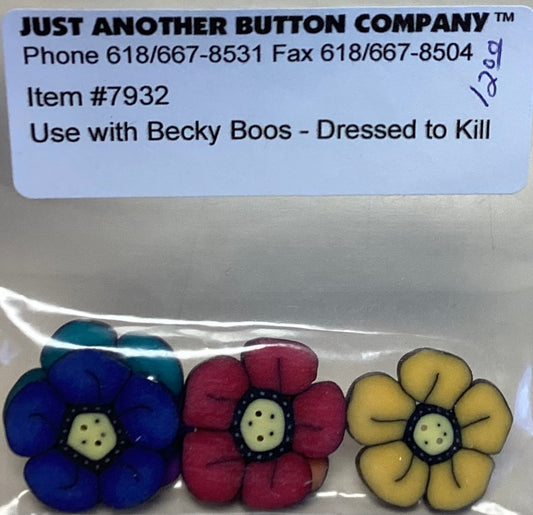 JUST ANOTHER BUTTON COMPANY™
Phone 618/667-8531 Fax 618/667-8504
1200
Item #7932
Use with Becky Boos - Dressed to Kill